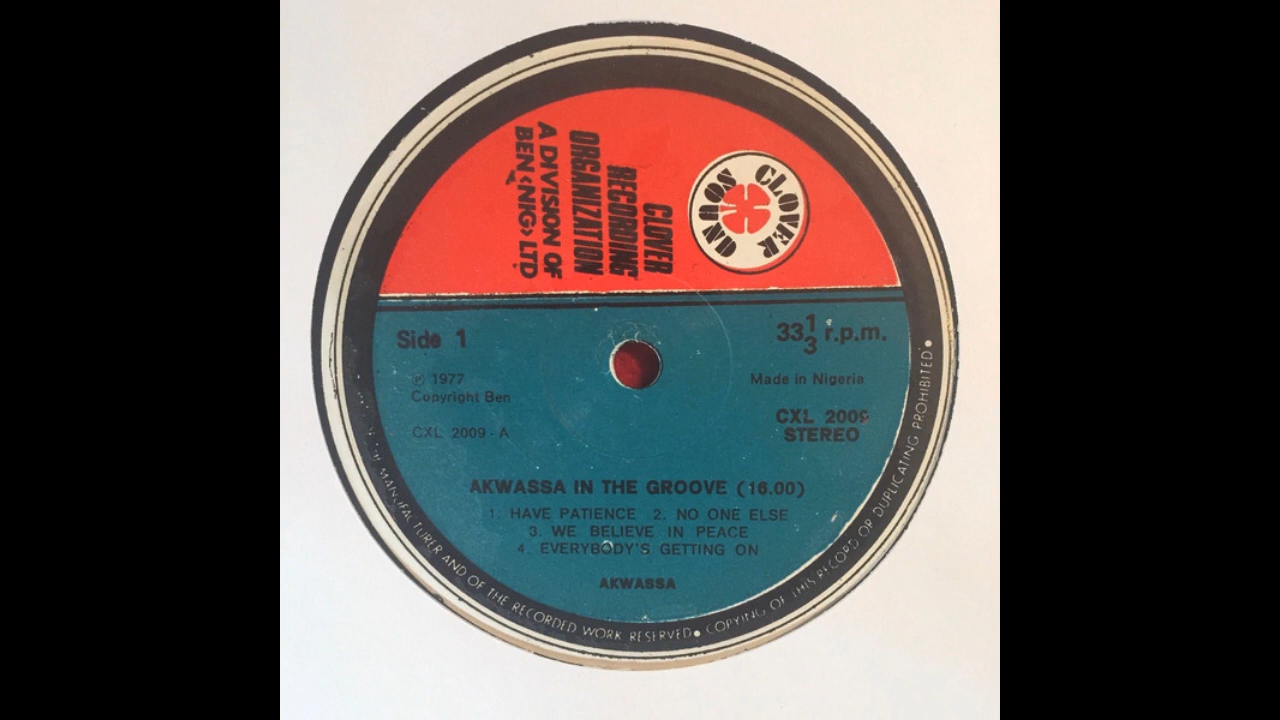 CLOVER SOUND
CLOVER
RECORDING
ORGANIZATION
A DIVISION OF
BEN <NIG> LTD
Side 1
33 1/3 r.p.m.
℗ 1977
Copyright Ben
Made in Nigeria
CXL 2009
STEREO
CXL 2009-A
AKWASSA IN THE GROOVE (16.00)
1. HAVE PATIENCE 2. NO ONE ELSE
3. WE BELIEVE IN PEACE
4. EVERYBODY'S GETTING ON
AKWASSA
MANUFACTURER AND OF THE RECORDED WORK RESERVED• COPYING OF THIS RECORD OR DUPLICATING PROHIBITED•